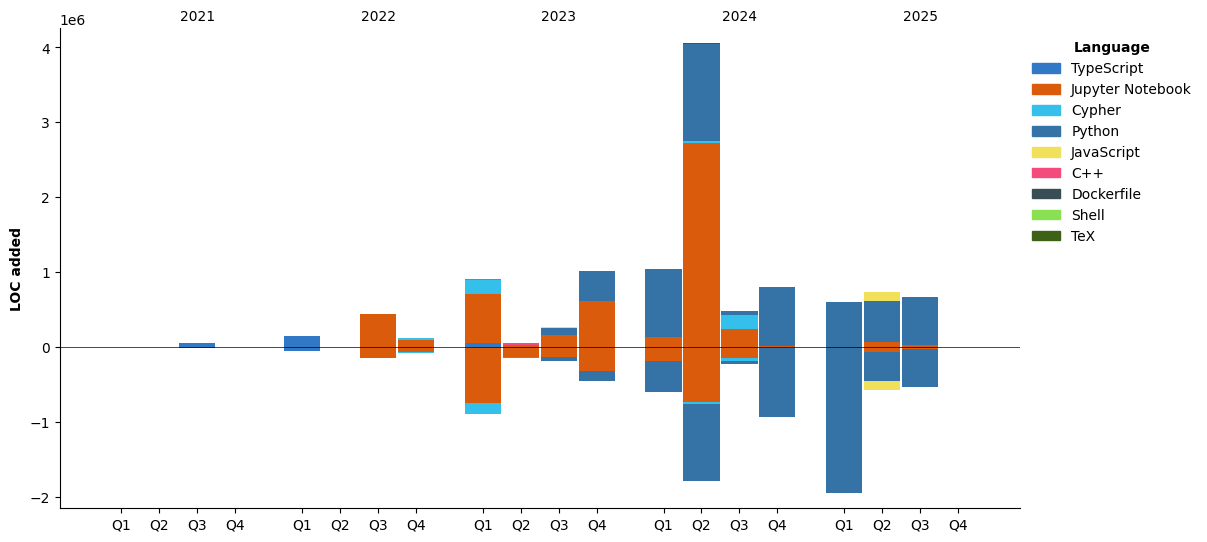 1e6
2021 2022 2023 2024 2025
4
3
2
1
0
−1
−2
LOC added
Q1 Q2 Q3 Q4 Q1 Q2 Q3 Q4 Q1 Q2 Q3 Q4 Q1 Q2 Q3 Q4 Q1 Q2 Q3 Q4
Language
TypeScript
Jupyter Notebook
Cypher
Python
JavaScript
C++
Dockerfile
Shell
TeX